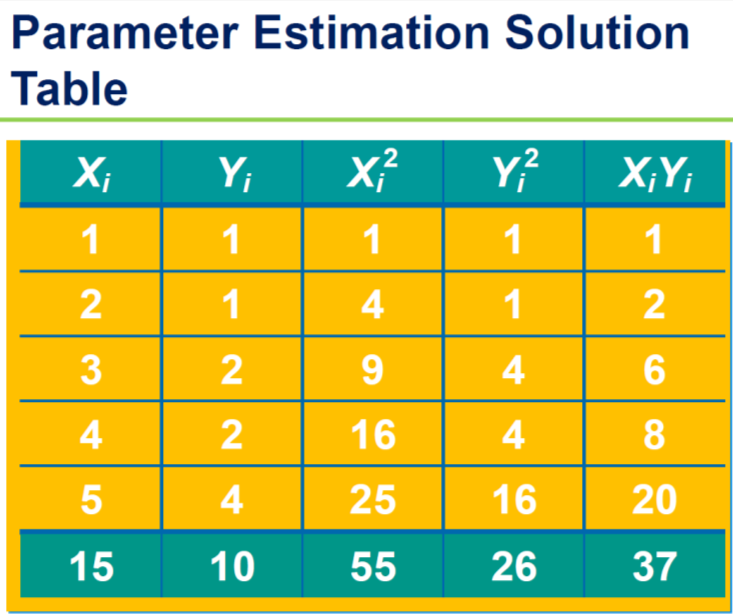 Parameter Estimation Solution
Table
Xᵢ Yᵢ Xᵢ² Yᵢ² XᵢYᵢ
1 1 1 1 1
2 1 4 1 2
3 2 9 4 6
4 2 16 4 8
5 4 25 16 20
15 10 55 26 37